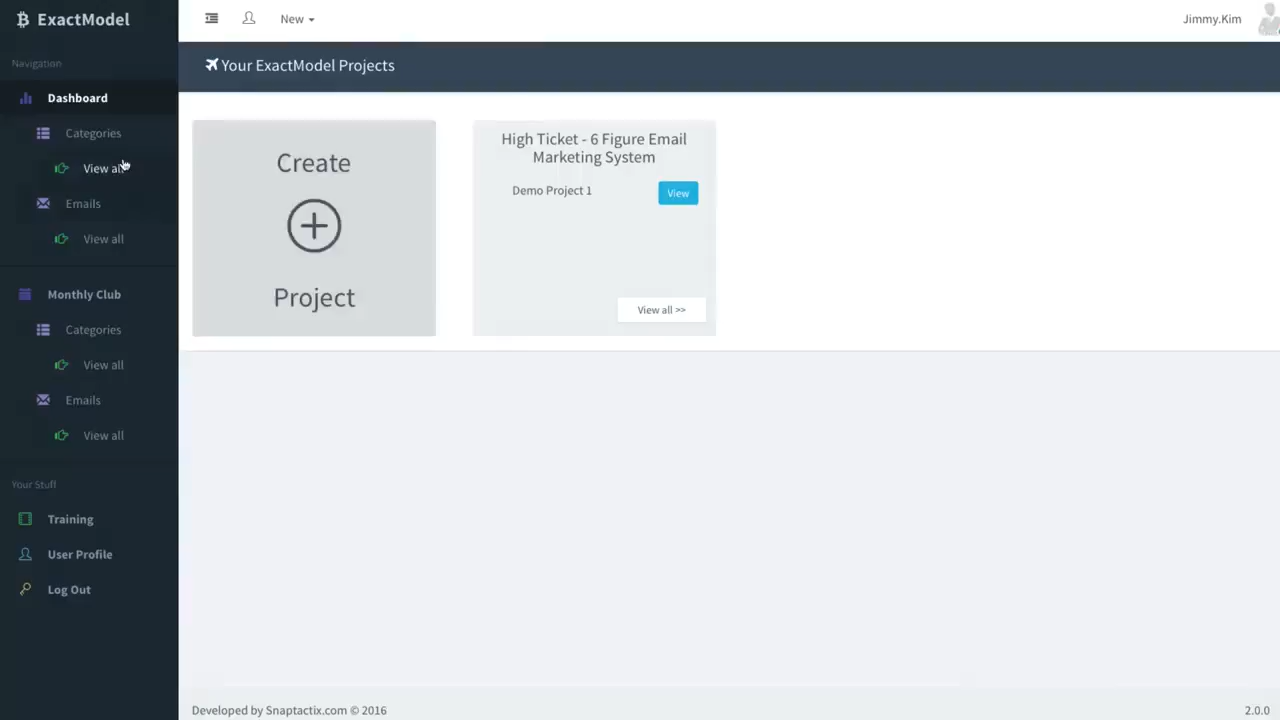 ExactModel
New
Jimmy.Kim
Navigation
Your ExactModel Projects
Dashboard
Categories
View all
Emails
View all
Monthly Club
Categories
View all
Emails
View all
Your Stuff
Training
User Profile
Log Out
Create
Project
High Ticket - 6 Figure Email
Marketing System
Demo Project 1
View
View all >>
Developed by Snaptactix.com © 2016
2.0.0